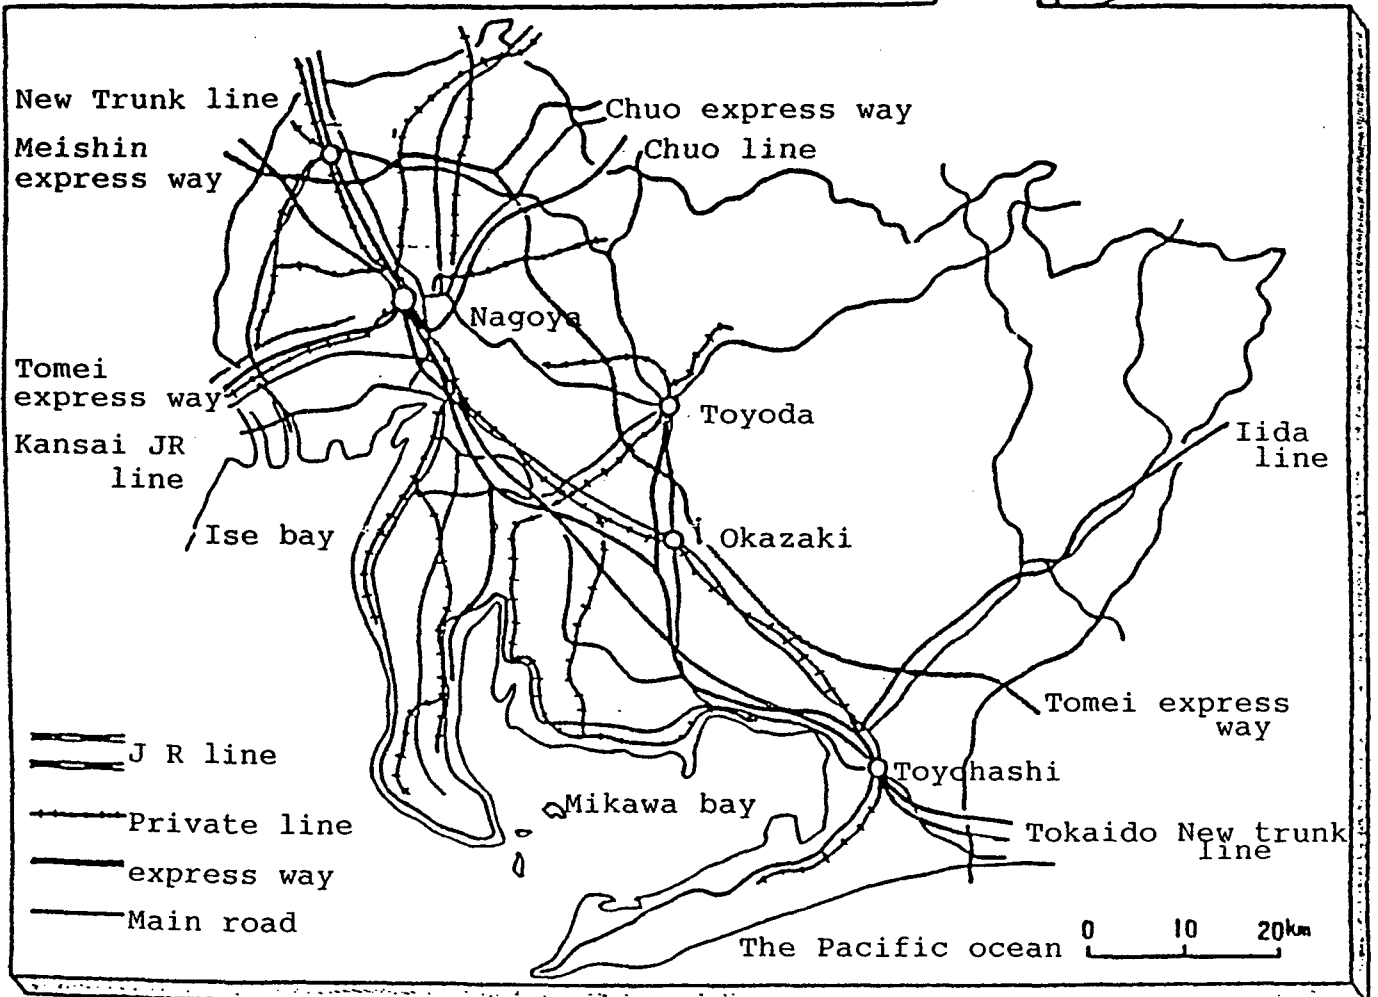 New Trunk line
Meishin
express way
Chuo express way
Chuo line
Nagoya
Tomei
express way
Kansai JR
line
Ise bay
Toyoda
Okazaki
Iida
line
Tomei express
way
J R line
Private line
express way
Main road
Mikawa bay
Toyohashi
Tokaido New trunk
line
The Pacific ocean
0 10 20km